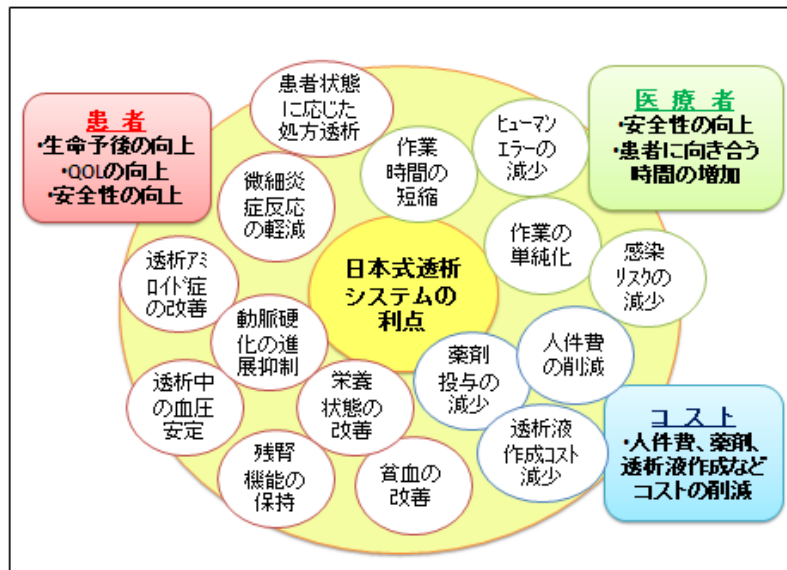 患者
・生命予後の向上
・QOLの向上
・安全性の向上
医療者
・安全性の向上
・患者に向き合う
時間の増加
コスト
・人件費、薬剤、
透析液作成など
コストの削減
日本式透析
システムの
利点
患者状態
に応じた
処方透析
微細炎
症反応
の軽減
透析アミ
ロイド症
の改善
動脈硬
化の進
展抑制
透析中
の血圧
安定
栄養
状態の
改善
残腎
機能の
保持
貧血の
改善
作業
時間の
短縮
ヒューマン
エラーの
減少
作業の
単純化
感染
リスクの
減少
薬剤
投与の
減少
人件費
の削減
透析液
作成コスト
減少